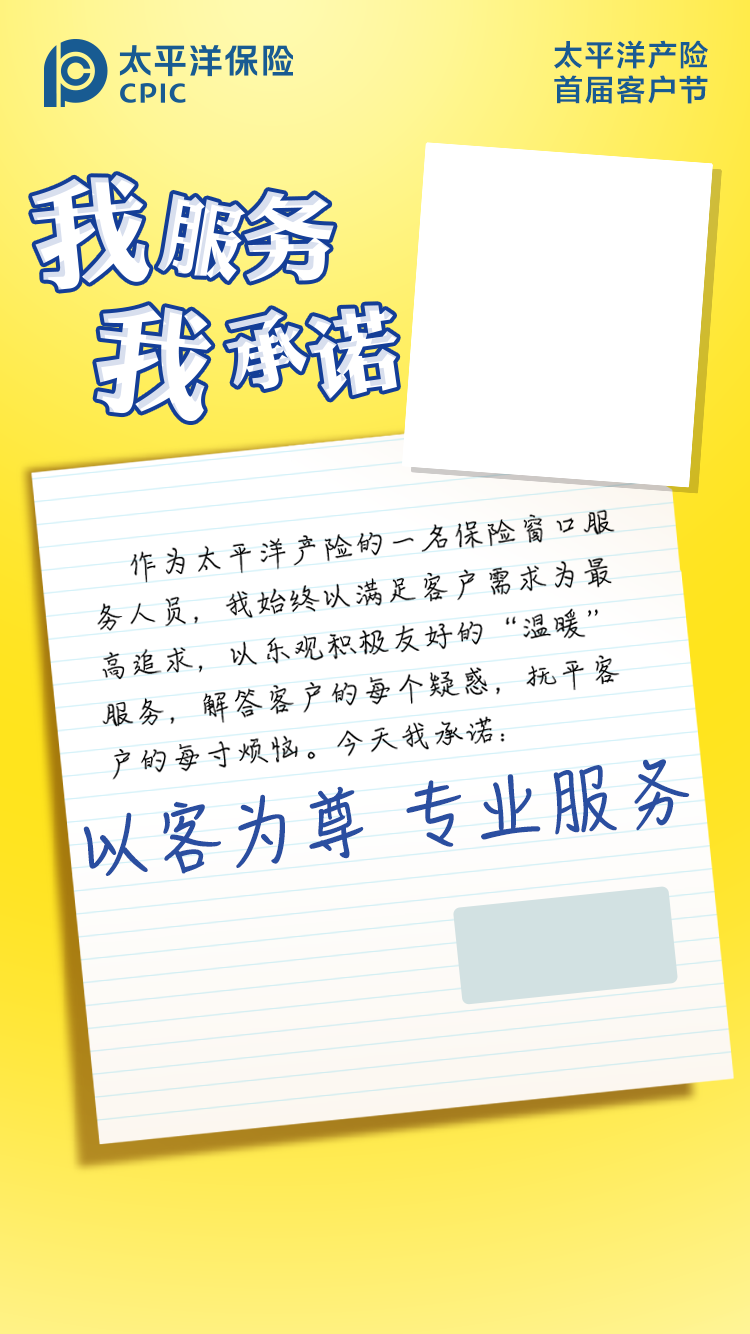 太平洋保险
CPIC
太平洋产险
首届客户节
我服务
我承诺
作为太平洋产险的一名保险窗口服
务人员，我始终以满足客户需求为最
高追求，以乐观积极友好的“温暖”
服务，解答客户的每个疑惑，抚平客
户的每寸烦恼。今天我承诺：
以客为尊 专业服务